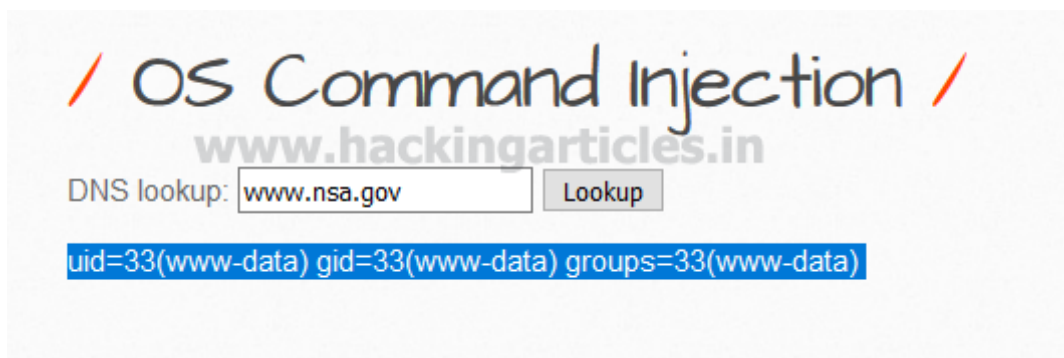 / OS Command Injection /
www.hackingarticles.in
DNS lookup: www.nsa.gov Lookup
uid=33(www-data) gid=33(www-data) groups=33(www-data)